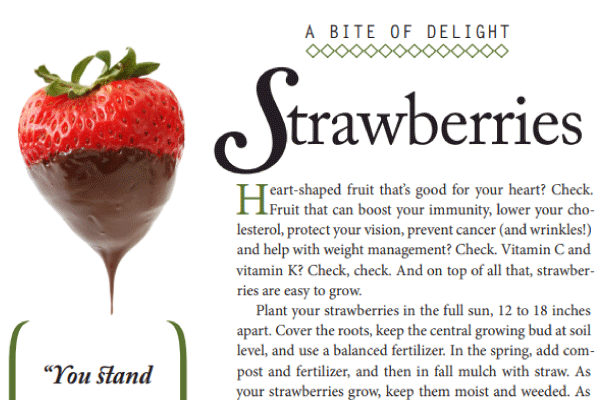 A BITE OF DELIGHT
Strawberries
Heart-shaped fruit that's good for your heart? Check.
Fruit that can boost your immunity, lower your cho-
lesterol, protect your vision, prevent cancer (and wrinkles!)
and help with weight management? Check. Vitamin C and
vitamin K? Check, check. And on top of all that, strawber-
ries are easy to grow.
Plant your strawberries in the full sun, 12 to 18 inches
apart. Cover the roots, keep the central growing bud at soil
level, and use a balanced fertilizer. In the spring, add com-
post and fertilizer, and then in fall mulch with straw. As
your strawberries grow, keep them moist and weeded. As
“You stand